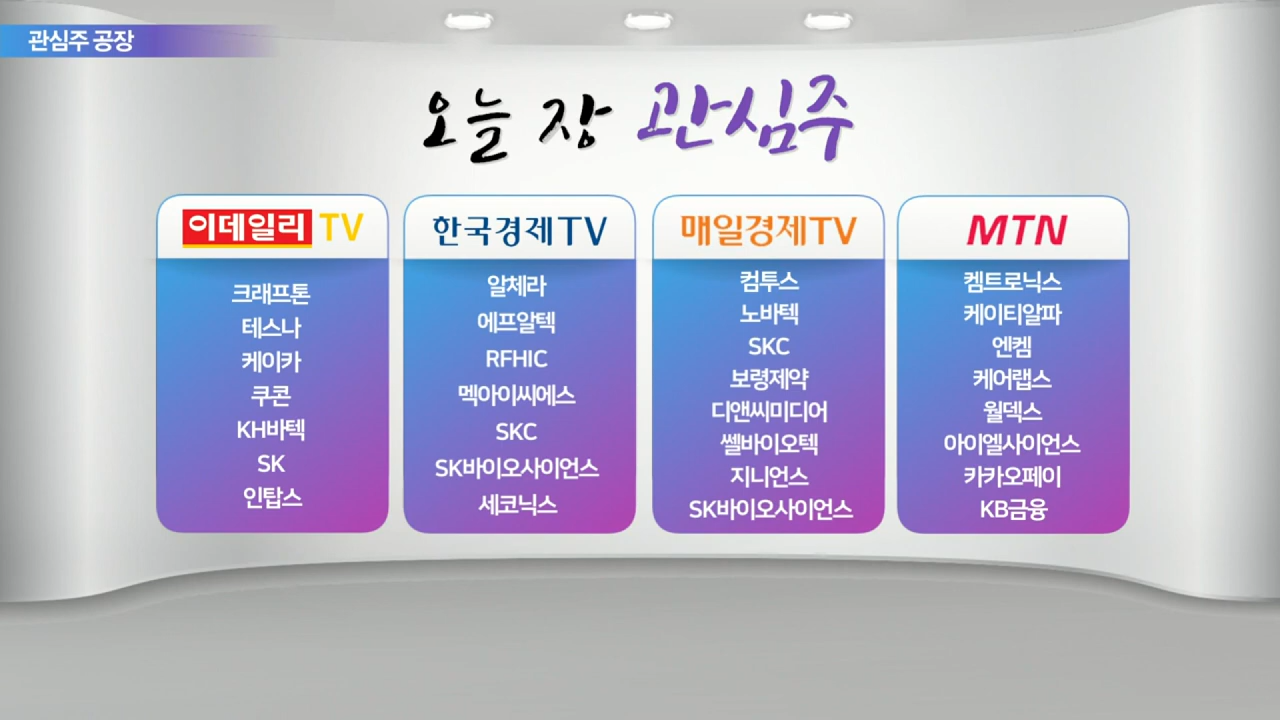 관심주 공장
오늘 장 관심주
이데일리 TV
크래프톤
테스나
케이카
쿠콘
KH바텍
SK
인탑스
한국경제TV
알체라
에프알텍
RFHIC
멕아이씨에스
SKC
SK바이오사이언스
세코닉스
매일경제TV
컴투스
노바텍
SKC
보령제약
디앤씨미디어
쎌바이오텍
지니언스
SK바이오사이언스
MTN
켐트로닉스
케이티알파
엔켐
케어랩스
월덱스
아이엘사이언스
카카오페이
KB금융